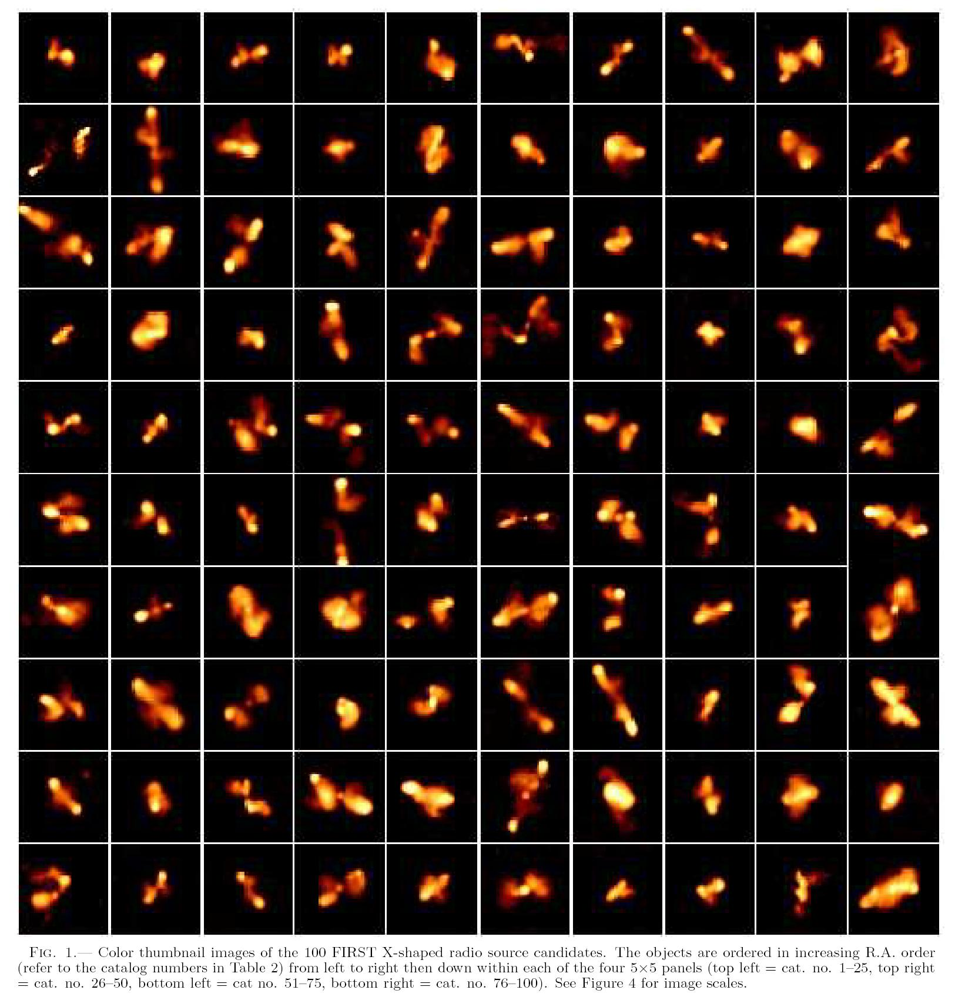 FIG. 1.— Color thumbnail images of the 100 FIRST X-shaped radio source candidates. The objects are ordered in increasing R.A. order
(refer to the catalog numbers in Table 2) from left to right then down within each of the four 5×5 panels (top left = cat. no. 1–25, top right
= cat. no. 26–50, bottom left = cat no. 51–75, bottom right = cat. no. 76–100). See Figure 4 for image scales.